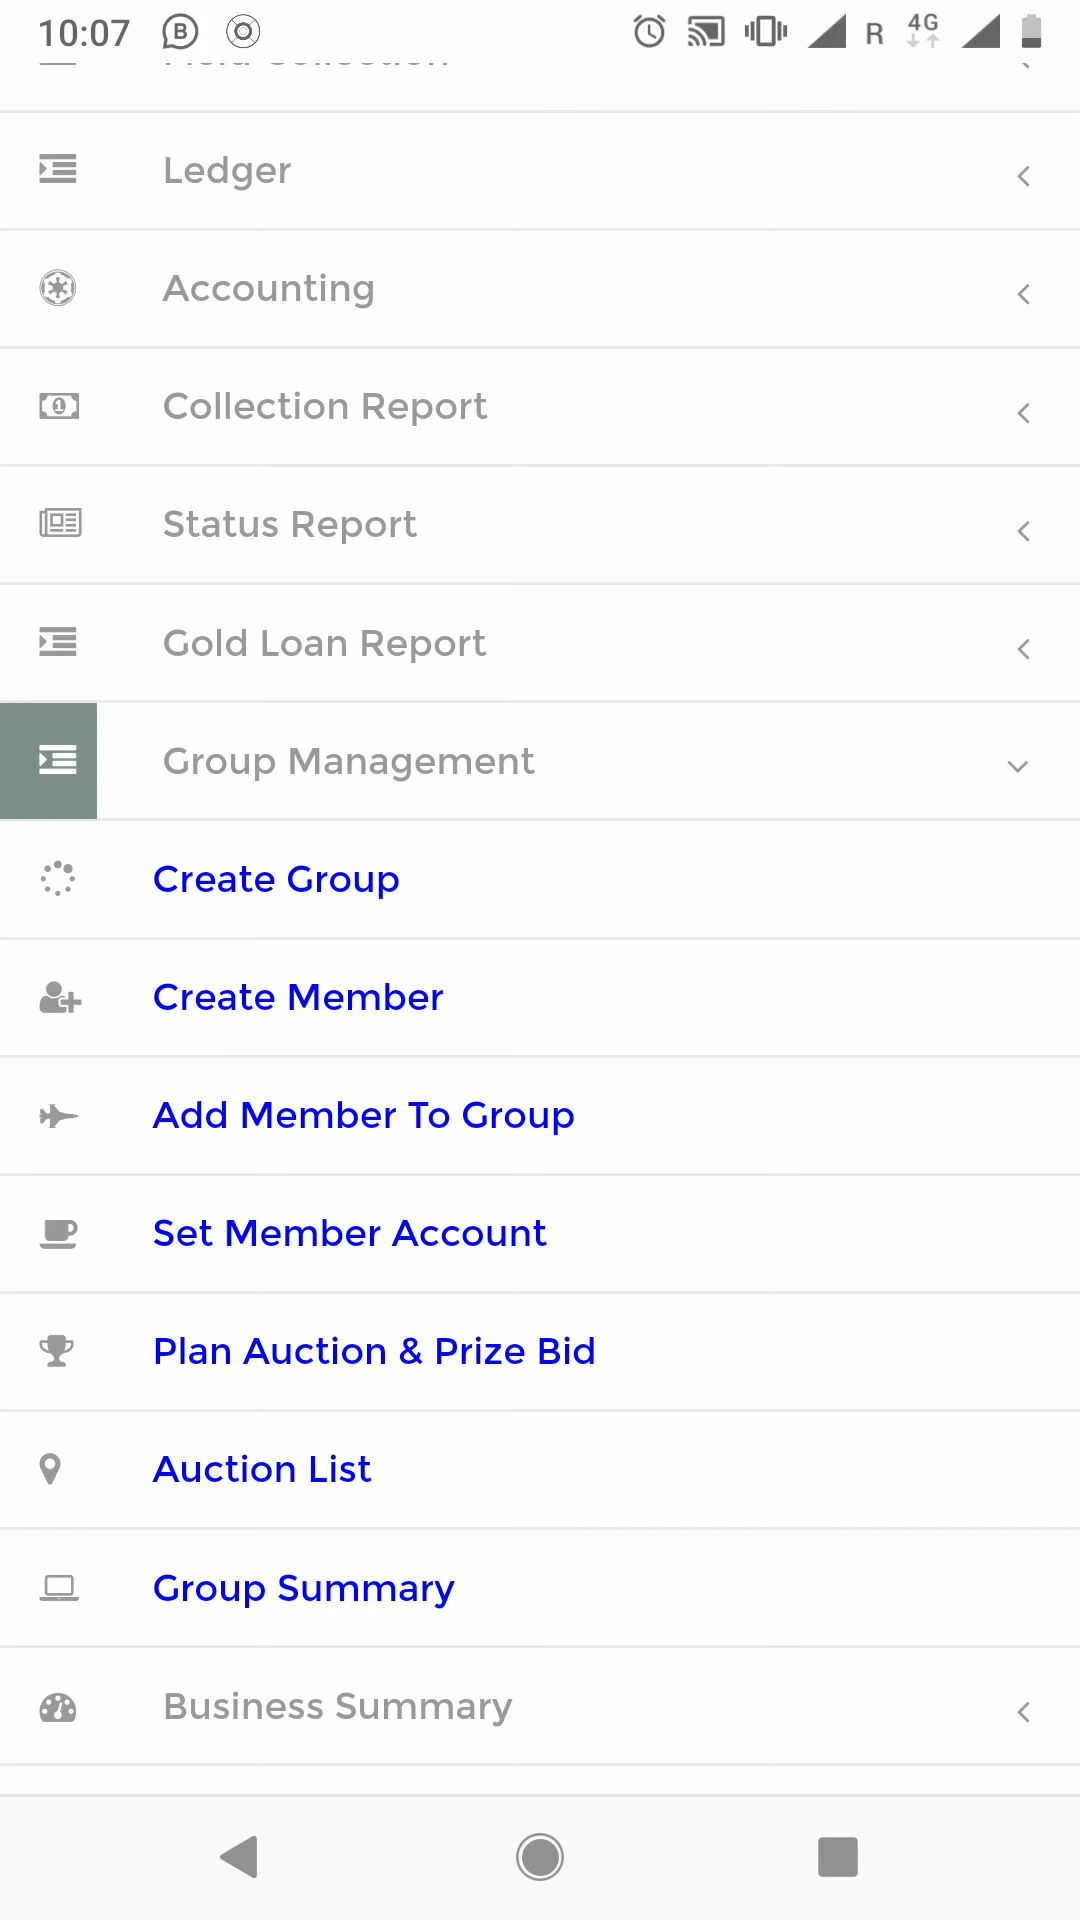 10:07
R
4G
Ledger
Accounting
Collection Report
Status Report
Gold Loan Report
Group Management
Create Group
Create Member
Add Member To Group
Set Member Account
Plan Auction & Prize Bid
Auction List
Group Summary
Business Summary